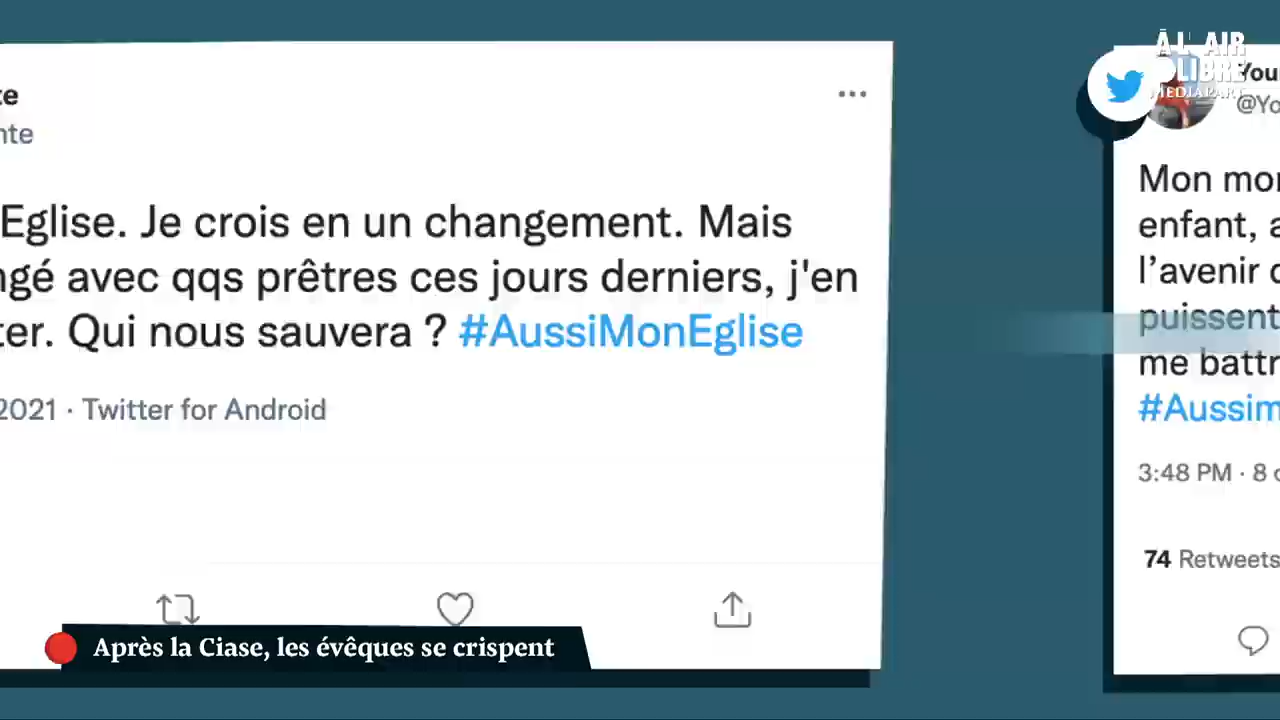 te
nte
Eglise. Je crois en un changement. Mais
ngé avec qqs prêtres ces jours derniers, j'en
ter. Qui nous sauvera ? #AussiMonEglise
2021 · Twitter for Android
À L' AIR
LIBRE
MEDIAPART
You
@Yo
Mon mon
enfant, a
l’avenir
puissent
me battr
#Aussim
3:48 PM · 8 o
74 Retweets
Après la Ciase, les évêques se crispent